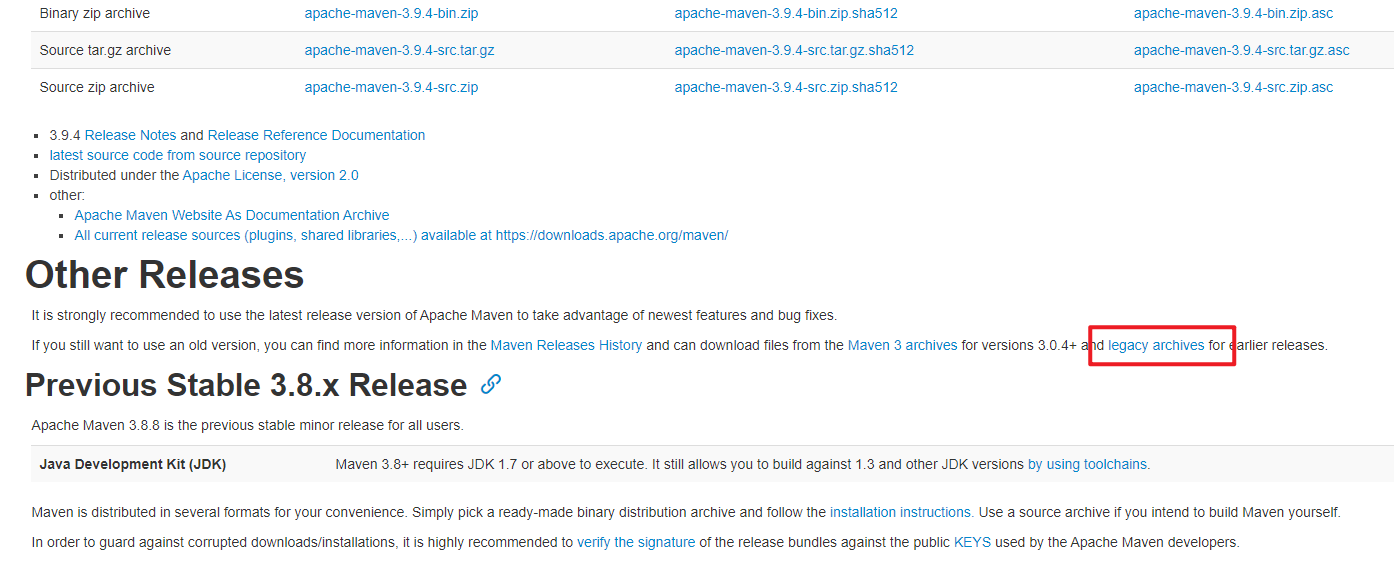 Binary zip archive apache-maven-3.9.4-bin.zip apache-maven-3.9.4-bin.zip.sha512 apache-maven-3.9.4-bin.zip.asc
Source tar.gz archive apache-maven-3.9.4-src.tar.gz apache-maven-3.9.4-src.tar.gz.sha512 apache-maven-3.9.4-src.tar.gz.asc
Source zip archive apache-maven-3.9.4-src.zip apache-maven-3.9.4-src.zip.sha512 apache-maven-3.9.4-src.zip.asc
3.9.4 Release Notes and Release Reference Documentation
latest source code from source repository
Distributed under the Apache License, version 2.0
other:
Apache Maven Website As Documentation Archive
All current release sources (plugins, shared libraries,...) available at https://downloads.apache.org/maven/
Other Releases
It is strongly recommended to use the latest release version of Apache Maven to take advantage of newest features and bug fixes.
If you still want to use an old version, you can find more information in the Maven Releases History and can download files from the Maven 3 archives for versions 3.0.4+ and legacy archives for earlier releases.
Previous Stable 3.8.x Release
Apache Maven 3.8.8 is the previous stable minor release for all users.
Java Development Kit (JDK) Maven 3.8+ requires JDK 1.7 or above to execute. It still allows you to build against 1.3 and other JDK versions by using toolchains.
Maven is distributed in several formats for your convenience. Simply pick a ready-made binary distribution archive and follow the installation instructions. Use a source archive if you intend to build Maven yourself.
In order to guard against corrupted downloads/installations, it is highly recommended to verify the signature of the release bundles against the public KEYS used by the Apache Maven developers.